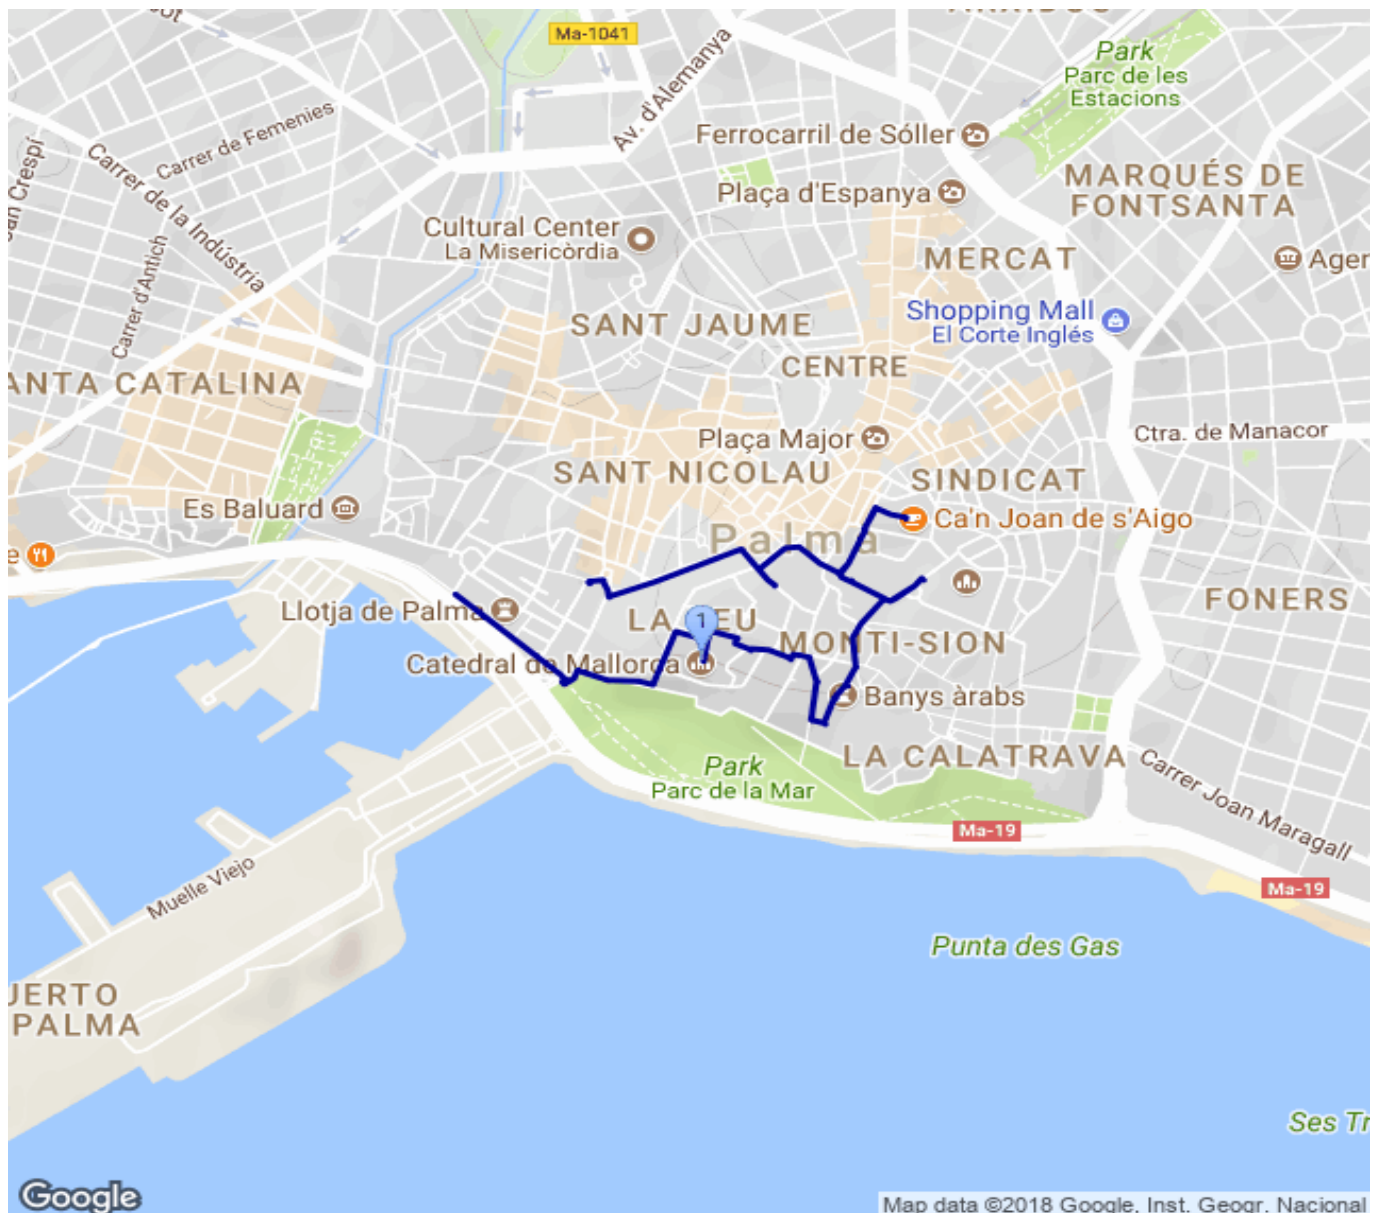 Ma-1041
Park
Parc de les
Estacions
Av. d'Alemanya
Carrer de Femenies
Ferrocarril de Sóller
Carrer de la Indústria
MARQUÉS DE
FONTSANTA
Plaça d'Espanya
Crespí
Cultural Center
La Misericòrdia
Carrer d'Antich
MERCAT
Shopping Mall
El Corte Inglés
SANT JAUME
CENTRE
ANTA CATALINA
Plaça Major
Ctra. de Manacor
SANT NICOLAU
SINDICAT
Es Baluard
Ca'n Joan de s'Aigo
Palma
FONERS
Llotja de Palma
1
MONTI-SION
Catedral de Mallorca
Banys àrabs
LA CALATRAVA
Park
Parc de la Mar
Carrer Joan Maragall
Ma-19
Muelle Viejo
Ma-19
Punta des Gas
UERTO
PALMA
Ses Tr
Google
Map data ©2018 Google, Inst. Geogr. Nacional